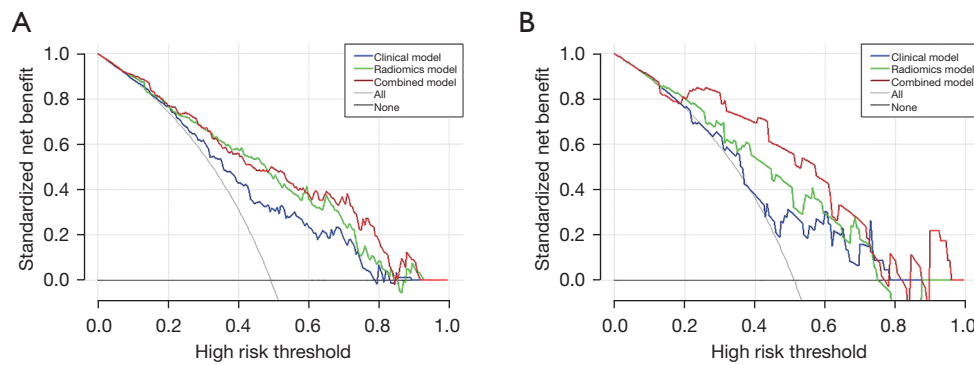 A
Standardized net benefit
1.0
0.8
0.6
0.4
0.2
0.0
Clinical model
Radiomics model
Combined model
All
None
0.0 0.2 0.4 0.6 0.8 1.0
High risk threshold
B
Standardized net benefit
1.0
0.8
0.6
0.4
0.2
0.0
Clinical model
Radiomics model
Combined model
All
None
0.0 0.2 0.4 0.6 0.8 1.0
High risk threshold